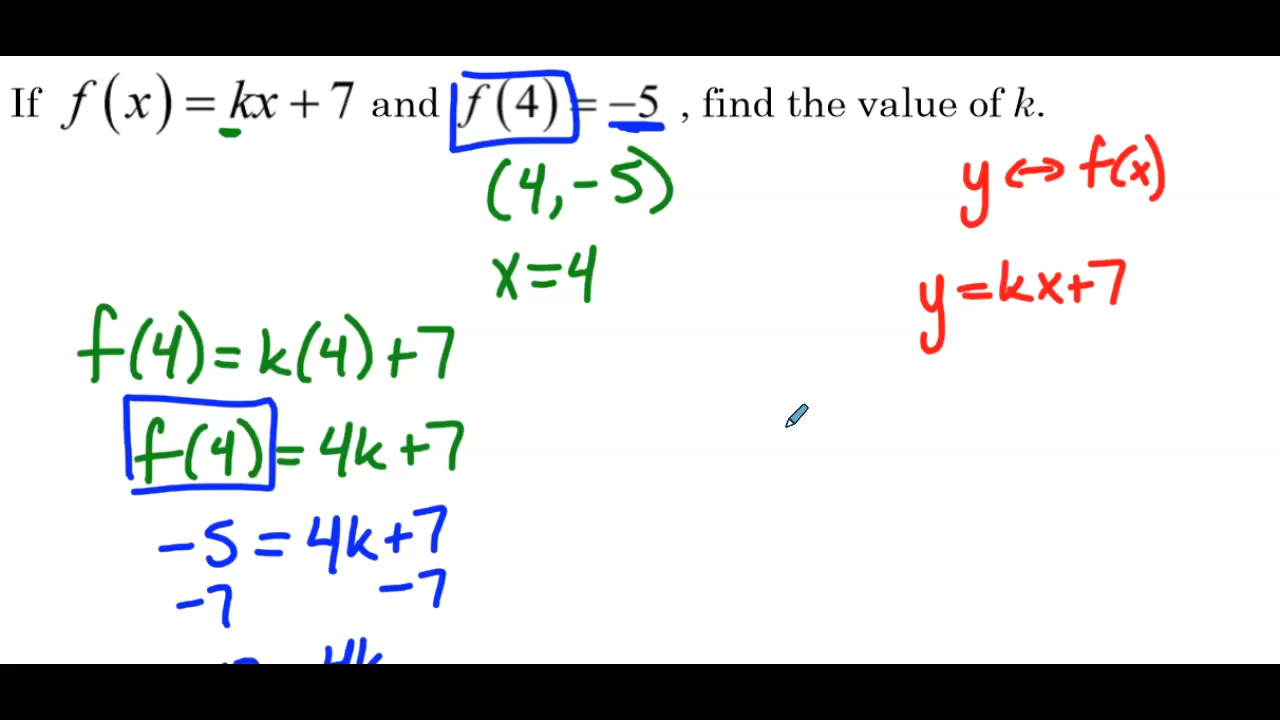 If f(x) = kx + 7 and f(4) = -5 , find the value of k.
(4, -5)
x = 4
y ↔ f(x)
y = kx + 7
f(4) = k(4) + 7
f(4) = 4k + 7
-5 = 4k + 7
-7 -7
4k